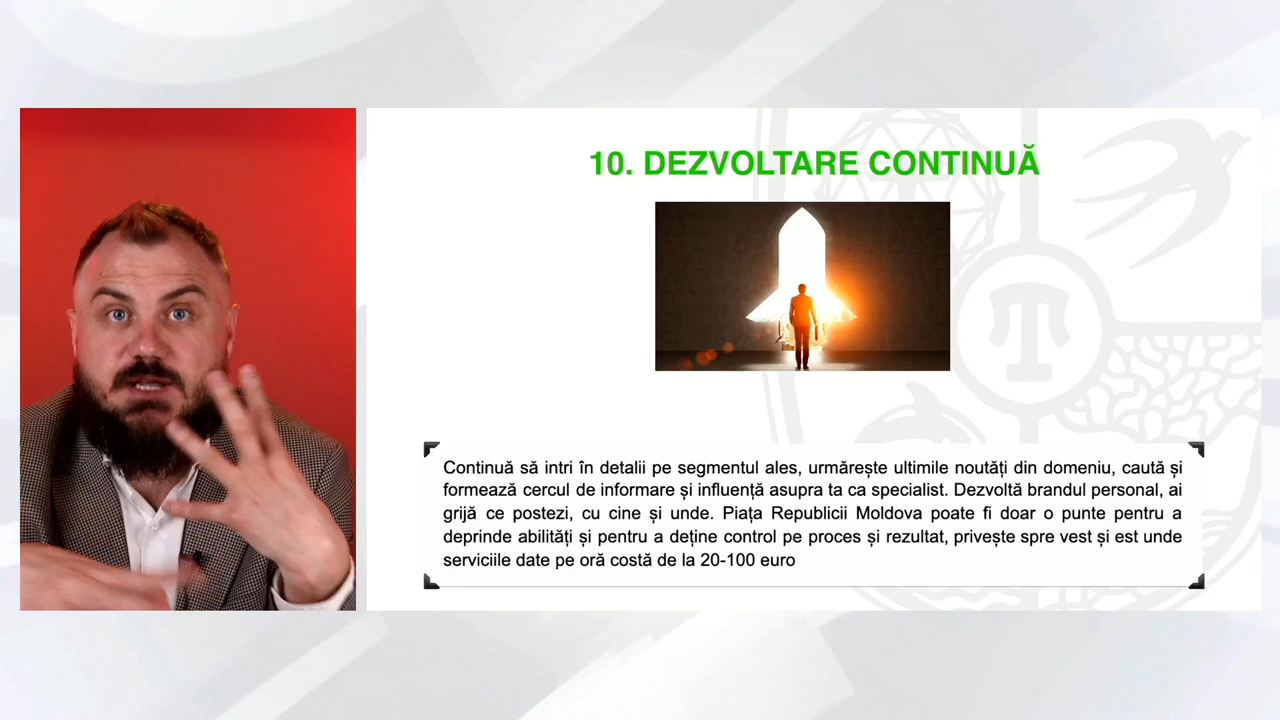 10. DEZVOLTARE CONTINUĂ
Continuă să intri în detalii pe segmentul ales, urmărește ultimile noutăți din domeniu, caută și
formează cercul de informare și influență asupra ta ca specialist. Dezvoltă brandul personal, ai
grijă ce postezi, cu cine și unde. Piața Republicii Moldova poate fi doar o punte pentru a
deprinde abilități și pentru a deține control pe proces și rezultat, privește spre vest și est unde
serviciile date pe oră costă de la 20-100 euro